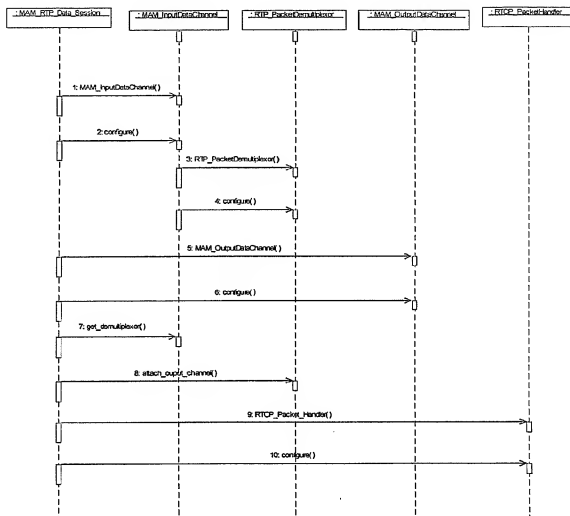 : MAM_RTP_Data_Session
: MAM_InputDataChannel
: RTP_PacketDemultiplexor
: MAM_OutputDataChannel
: RTCP_PacketHandler
1: MAM_InputDataChannel( )
2: configure( )
3: RTP_PacketDemultiplexor( )
4: configure( )
5: MAM_OutputDataChannel( )
6: configure( )
7: get_demultiplexor( )
8: attach_ouput_channel( )
9: RTCP_Packet_Handler( )
10: configure( )